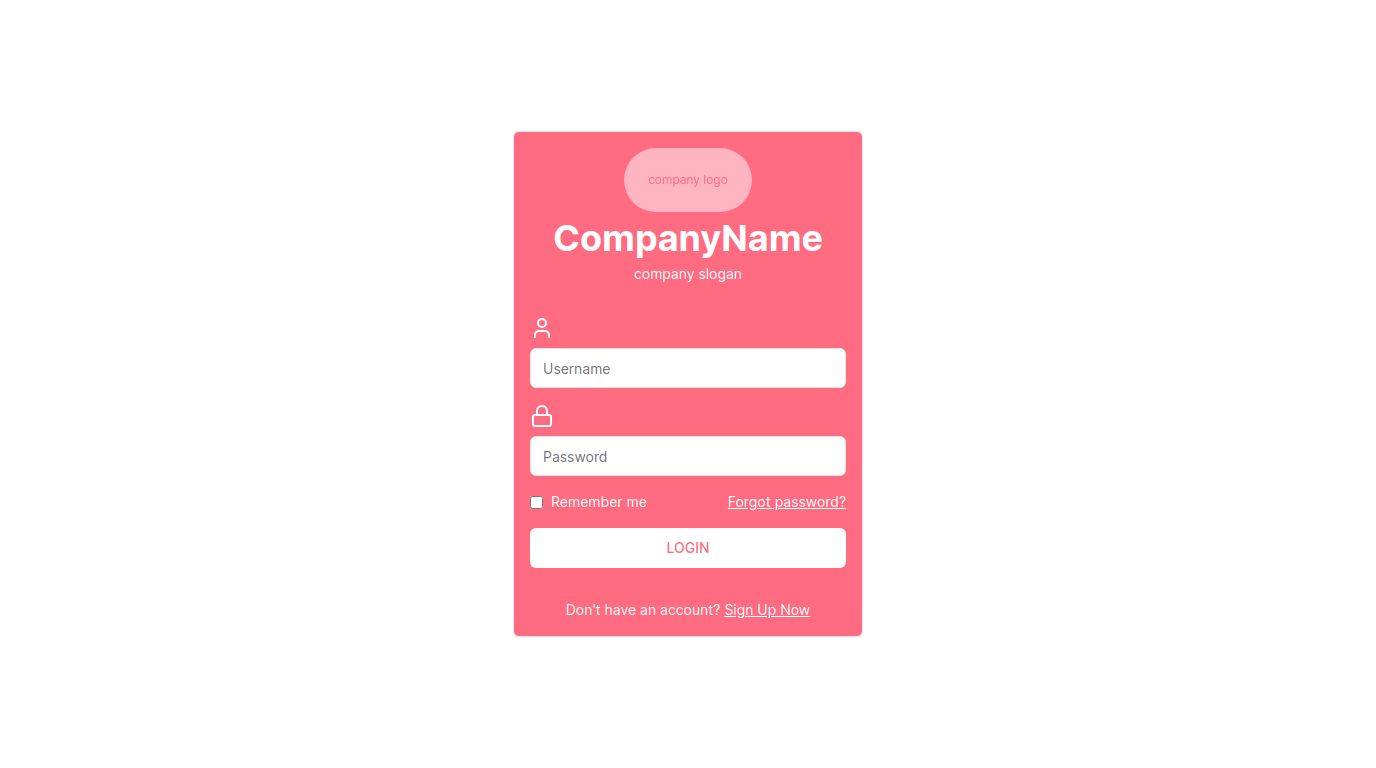 company logo
CompanyName
company slogan
Username
Password
Remember me Forgot password?
LOGIN
Don't have an account? Sign Up Now